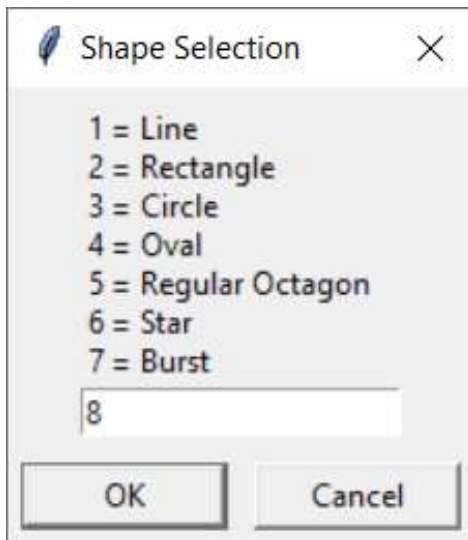 Shape Selection
1 = Line
2 = Rectangle
3 = Circle
4 = Oval
5 = Regular Octagon
6 = Star
7 = Burst
8
OK Cancel